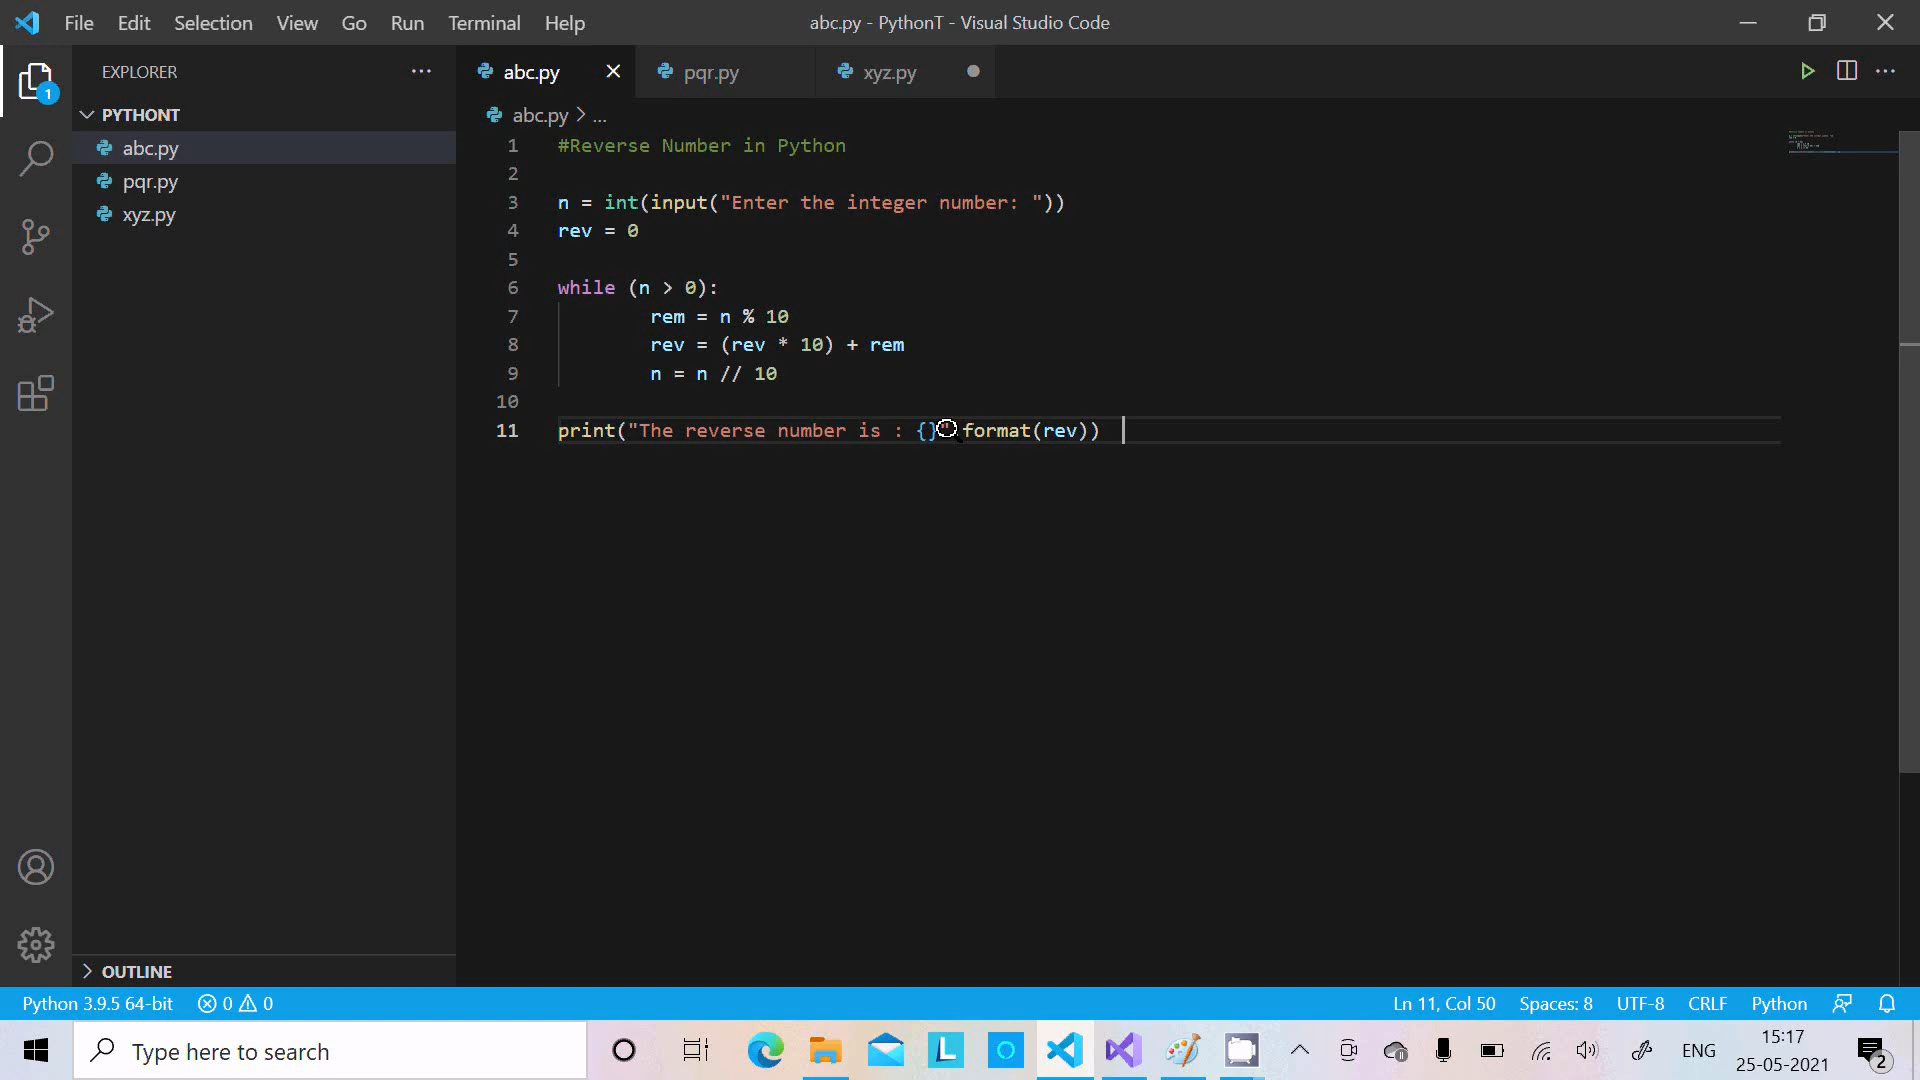 File Edit Selection View Go Run Terminal Help
abc.py - PythonT - Visual Studio Code
EXPLORER
1
PYTHONT
abc.py
pqr.py
xyz.py
OUTLINE
abc.py pqr.py xyz.py
abc.py > ...
1 #Reverse Number in Python
2
3 n = int(input("Enter the integer number: "))
4 rev = 0
5
6 while (n > 0):
7 rem = n % 10
8 rev = (rev * 10) + rem
9 n = n // 10
10
11 print("The reverse number is : {}".format(rev))
Python 3.9.5 64-bit 0 0
Ln 11, Col 50 Spaces: 8 UTF-8 CRLF Python
Type here to search
L
ENG
15:17
25-05-2021
2